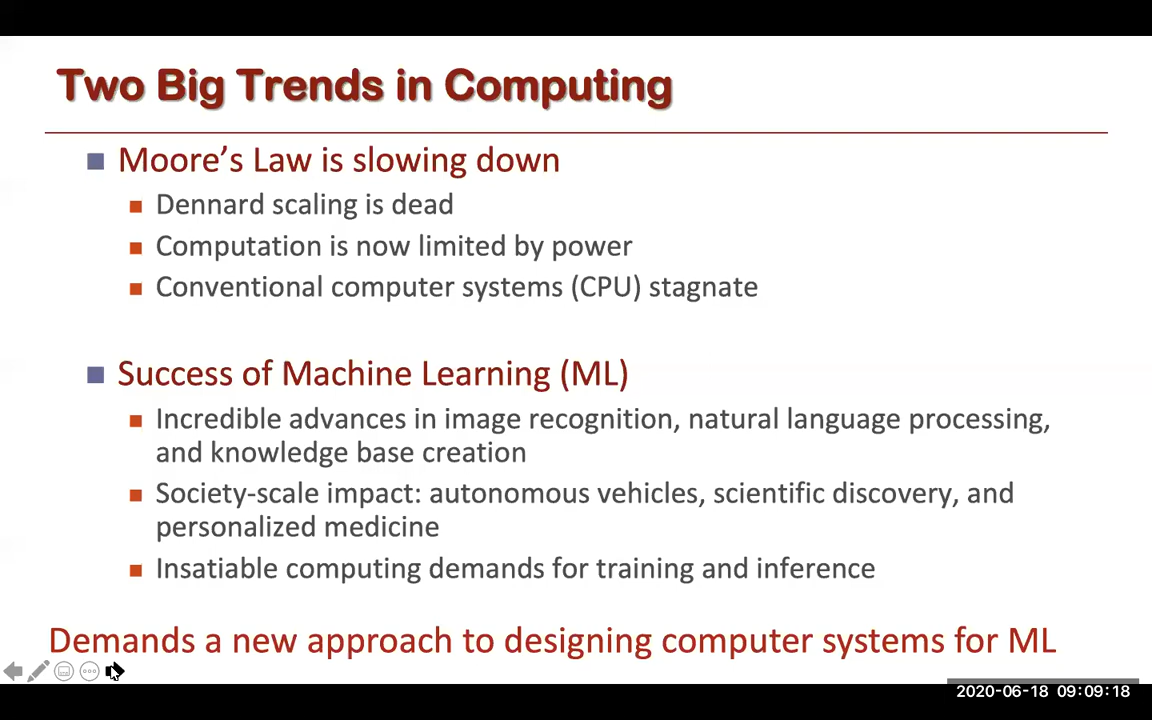 Two Big Trends in Computing
Moore's Law is slowing down
Dennard scaling is dead
Computation is now limited by power
Conventional computer systems (CPU) stagnate
Success of Machine Learning (ML)
Incredible advances in image recognition, natural language processing,
and knowledge base creation
Society-scale impact: autonomous vehicles, scientific discovery, and
personalized medicine
Insatiable computing demands for training and inference
Demands a new approach to designing computer systems for ML
2020-06-18 09:09:18